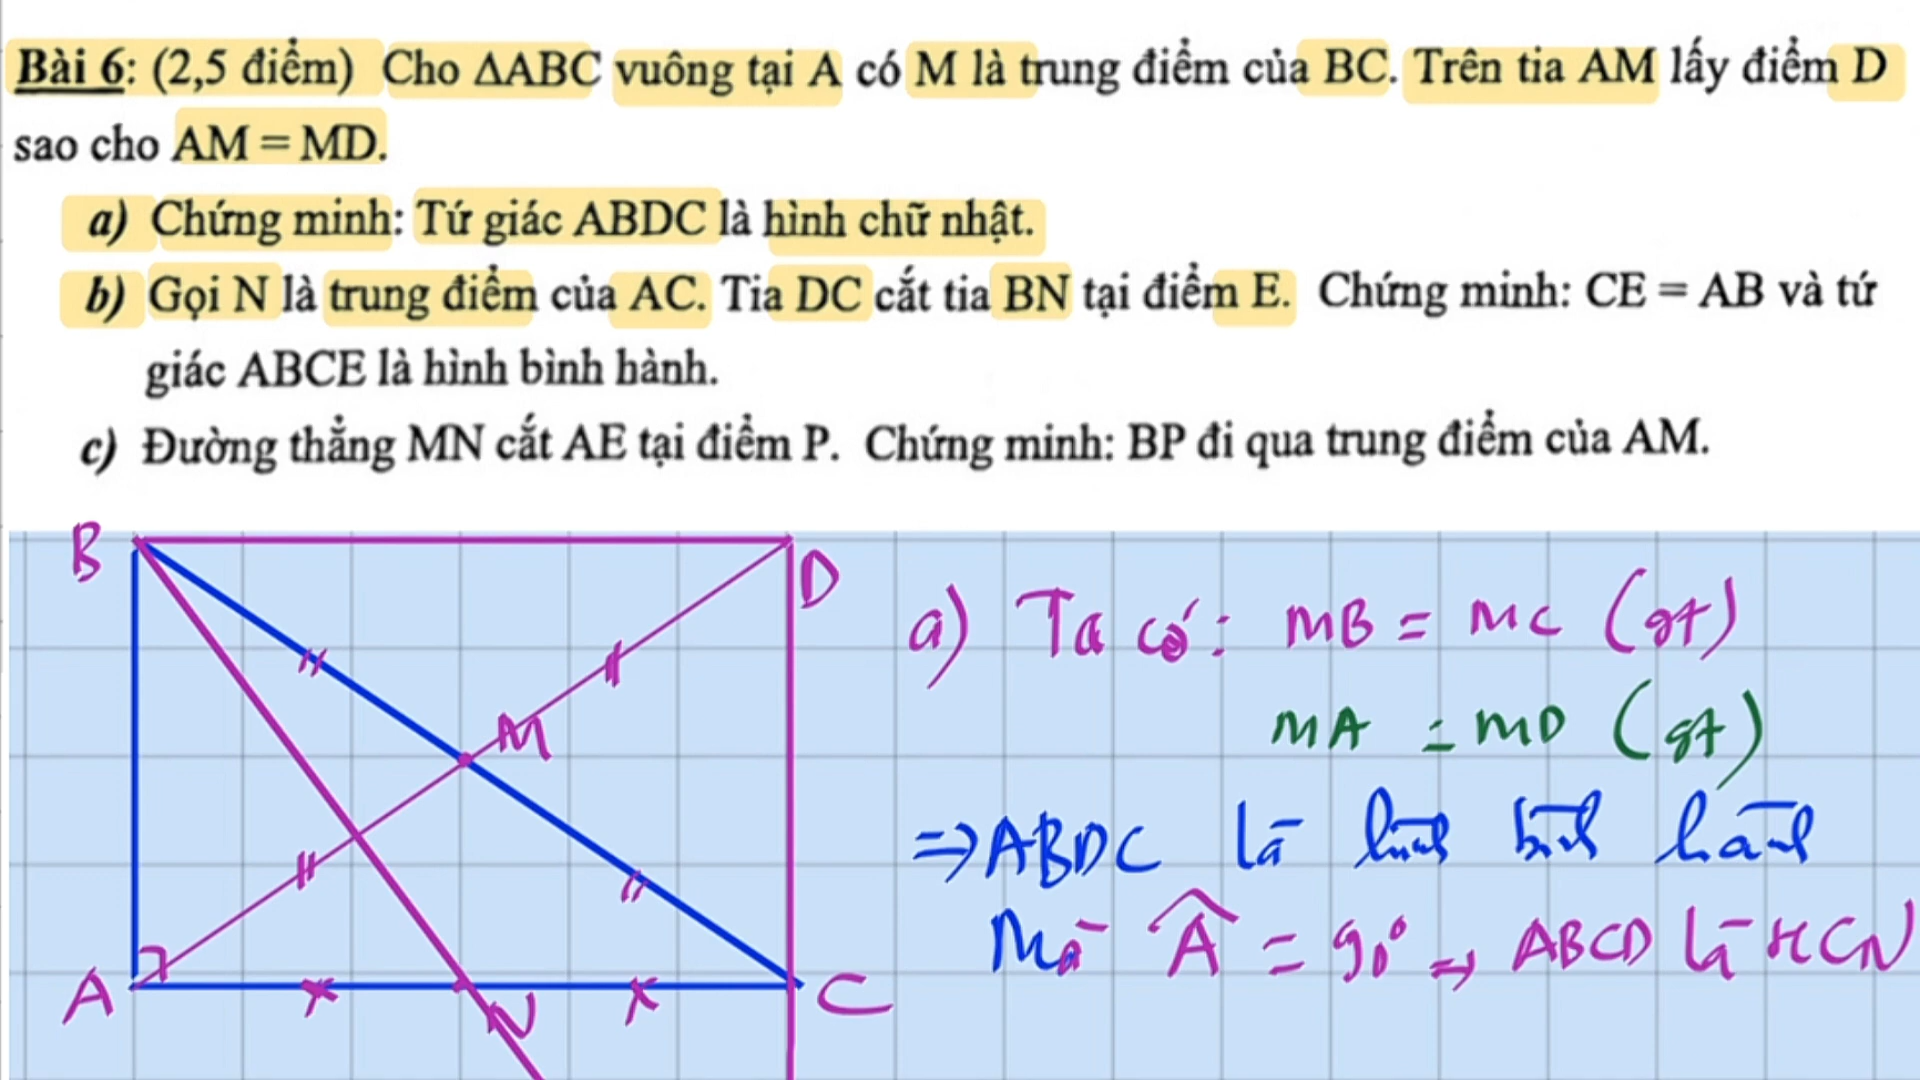 Bài 6: (2,5 điểm) Cho ΔABC vuông tại A có M là trung điểm của BC. Trên tia AM lấy điểm D
sao cho AM = MD.
a) Chứng minh: Tứ giác ABDC là hình chữ nhật.
b) Gọi N là trung điểm của AC. Tia DC cắt tia BN tại điểm E. Chứng minh: CE = AB và tứ
giác ABCE là hình bình hành.
c) Đường thẳng MN cắt AE tại điểm P. Chứng minh: BP đi qua trung điểm của AM.
B
D
M
A
N
C
a) Ta có: MB = MC (gt)
MA = MD (gt)
⇒ ABDC là hình bình hành
Mà Â = 90° ⇒ ABCD là HCN